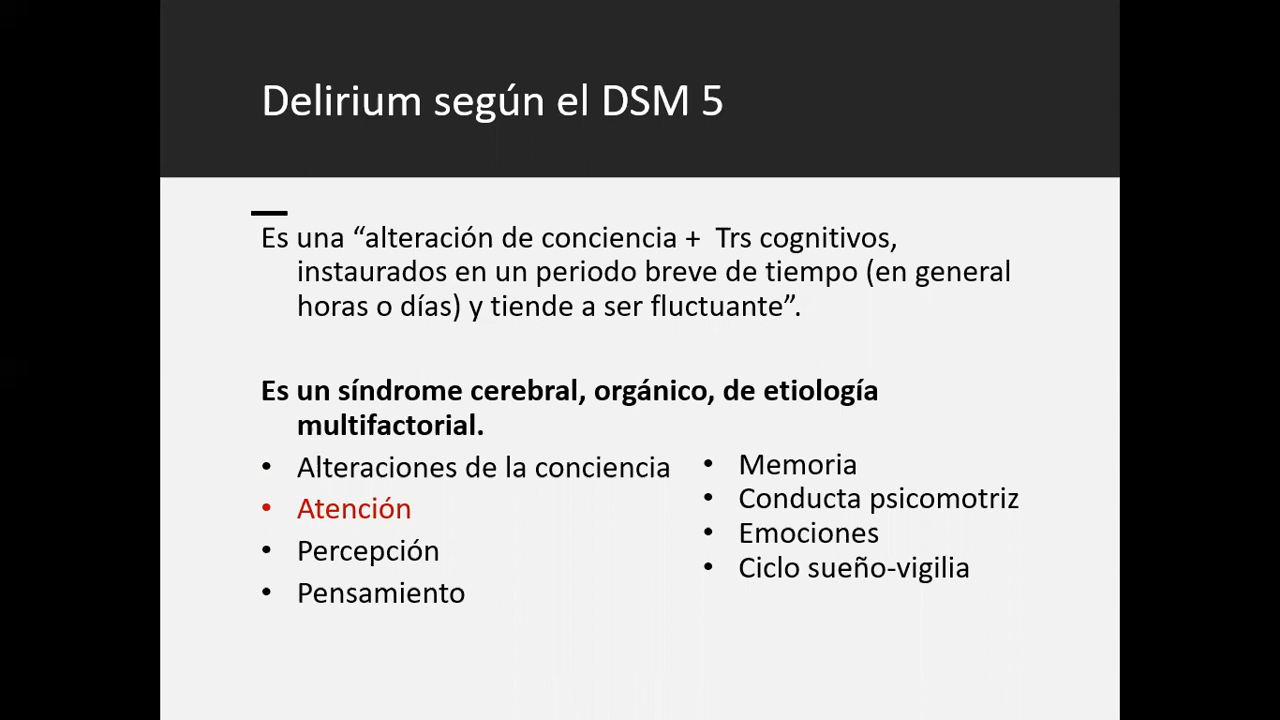 Delirium según el DSM 5
Es una “alteración de conciencia + Trs cognitivos,
instaurados en un periodo breve de tiempo (en general
horas o días) y tiende a ser fluctuante”.
Es un síndrome cerebral, orgánico, de etiología
multifactorial.
• Alteraciones de la conciencia
• Atención
• Percepción
• Pensamiento
• Memoria
• Conducta psicomotriz
• Emociones
• Ciclo sueño-vigilia